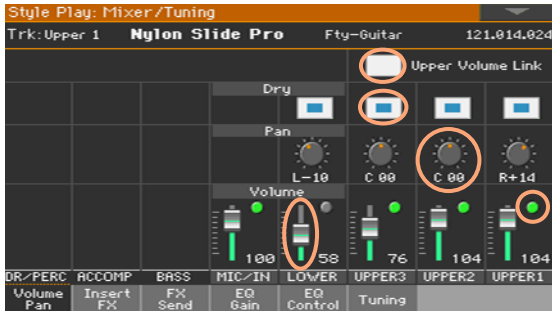 Style Play: Mixer/Tuning
Trk: Upper 1 Nylon Slide Pro Fty-Guitar 121.014.024
Upper Volume Link
Dry
Pan
L-10 C 00 C 00 R+14
Volume
100 58 76 104 104
DR/PERC ACCOMP BASS MIC/IN LOWER UPPER3 UPPER2 UPPER1
Volume Pan Insert FX FX Send EQ Gain EQ Control Tuning